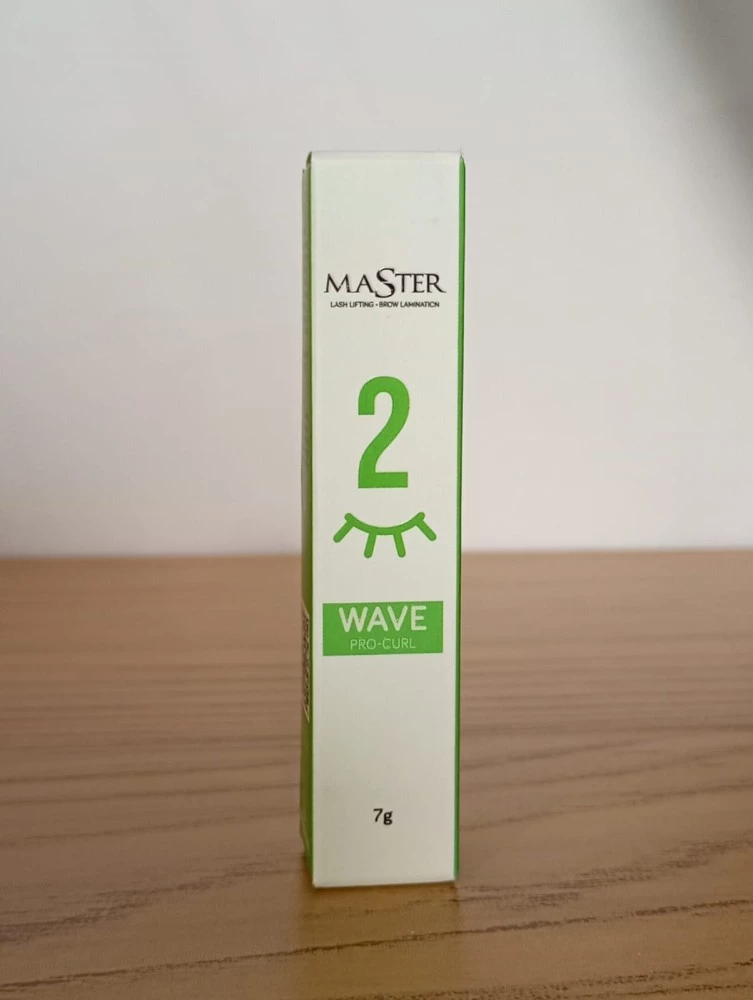 MASTER
LASH LIFTING • BROW LAMINATION
2
WAVE
PRO-CURL
7g